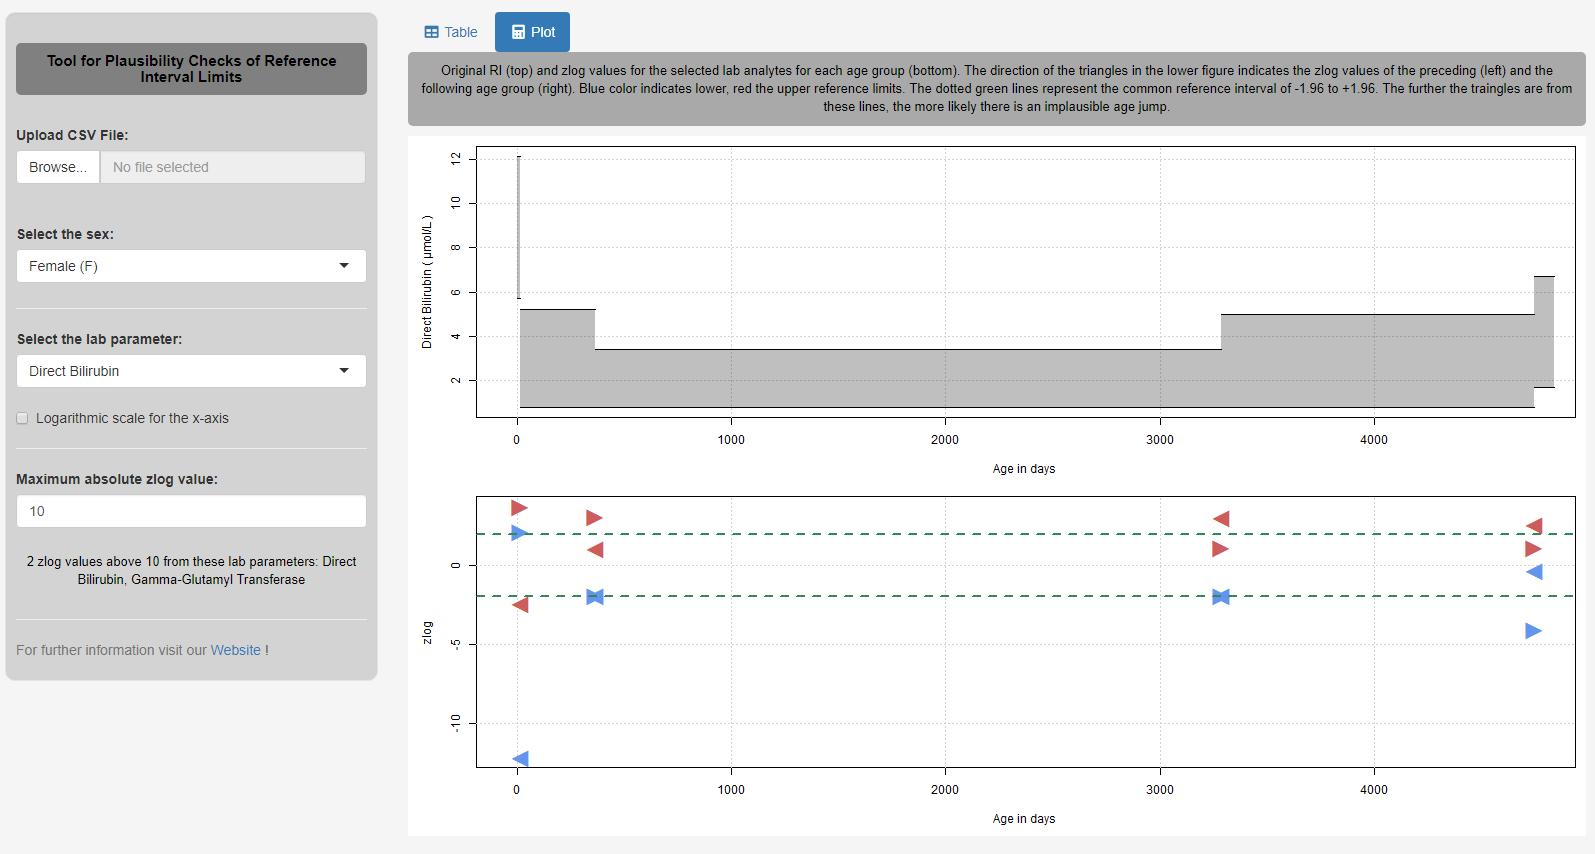 Tool for Plausibility Checks of Reference
Interval Limits
Upload CSV File:
Browse... No file selected
Select the sex:
Female (F)
Select the lab parameter:
Direct Bilirubin
Logarithmic scale for the x-axis
Maximum absolute zlog value:
10
2 zlog values above 10 from these lab parameters: Direct
Bilirubin, Gamma-Glutamyl Transferase
For further information visit our Website !
Table Plot
Original RI (top) and zlog values for the selected lab analytes for each age group (bottom). The direction of the triangles in the lower figure indicates the zlog values of the preceding (left) and the
following age group (right). Blue color indicates lower, red the upper reference limits. The dotted green lines represent the common reference interval of -1.96 to +1.96. The further the traingles are from
these lines, the more likely there is an implausible age jump.
Direct Bilirubin ( µmol/L )
12
10
8
6
4
2
0 1000 2000 3000 4000
Age in days
zlog
0
-5
-10
0 1000 2000 3000 4000
Age in days